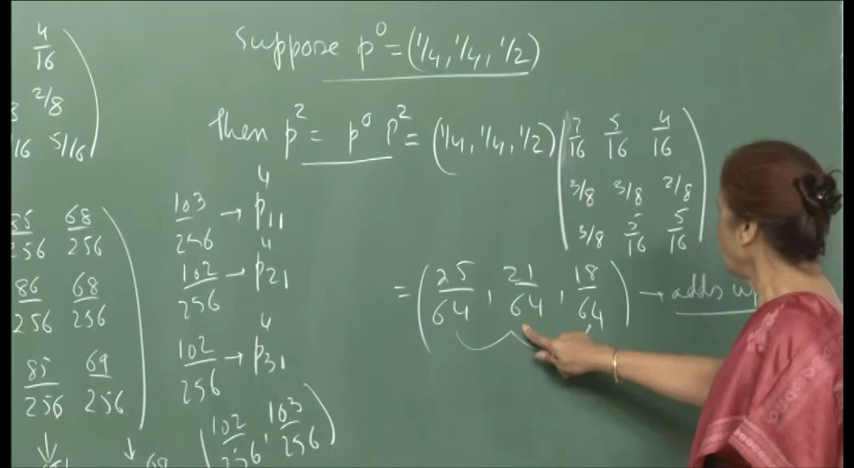 Suppose p⁰ = (1/4, 1/4, 1/2)
Then p² = p⁰ P² = (1/4, 1/4, 1/2)
7/16 5/16 4/16
3/8 3/8 2/8
3/8 5/16 5/16
= (25/64, 21/64, 18/64) → adds
4/16
2/8
5/16
85/256 68/256
86/256 68/256
85/256 69/256
103/256 → p₁₁⁴
102/256 → p₂₁⁴
102/256 → p₃₁⁴
(102/256, 103/256)